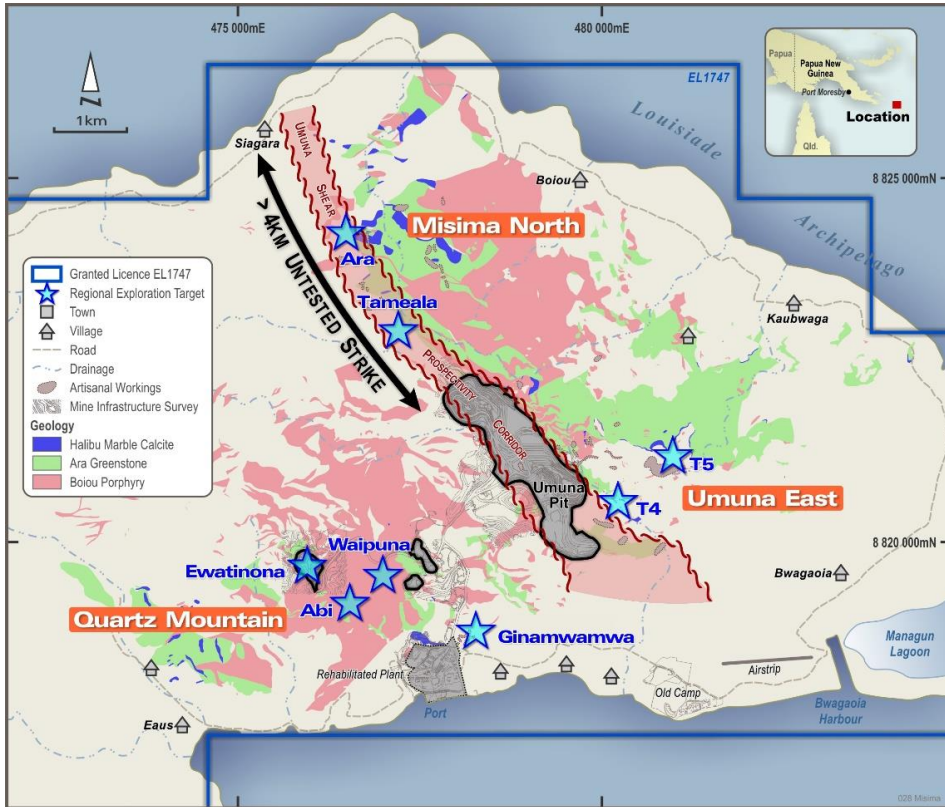 475 000mE
480 000mE
EL1747
Papua
Papua New
Guinea
Port Moresby
Location
Qld.
N
1km
Siagara
UMUNA
SHEAR
PROSPECTIVITY
CORRIDOR
> 4KM UNTESTED STRIKE
Louisiade
Archipelago
Boiou
8 825 000mN
Misima North
Ara
Tameala
Kaubwaga
Granted Licence EL1747
Regional Exploration Target
Town
Village
Road
Drainage
Artisanal Workings
Mine Infrastructure Survey
Geology
Halibu Marble Calcite
Ara Greenstone
Boiou Porphyry
T5
Umuna
Pit
T4
Umuna East
8 820 000mN
Waipuna
Ewatinona
Abi
Quartz Mountain
Ginamwamwa
Bwagaoia
Managun
Lagoon
Rehabilitated Plant
Airstrip
Old Camp
Port
Bwagaoia
Harbour
Eaus
028 Misima